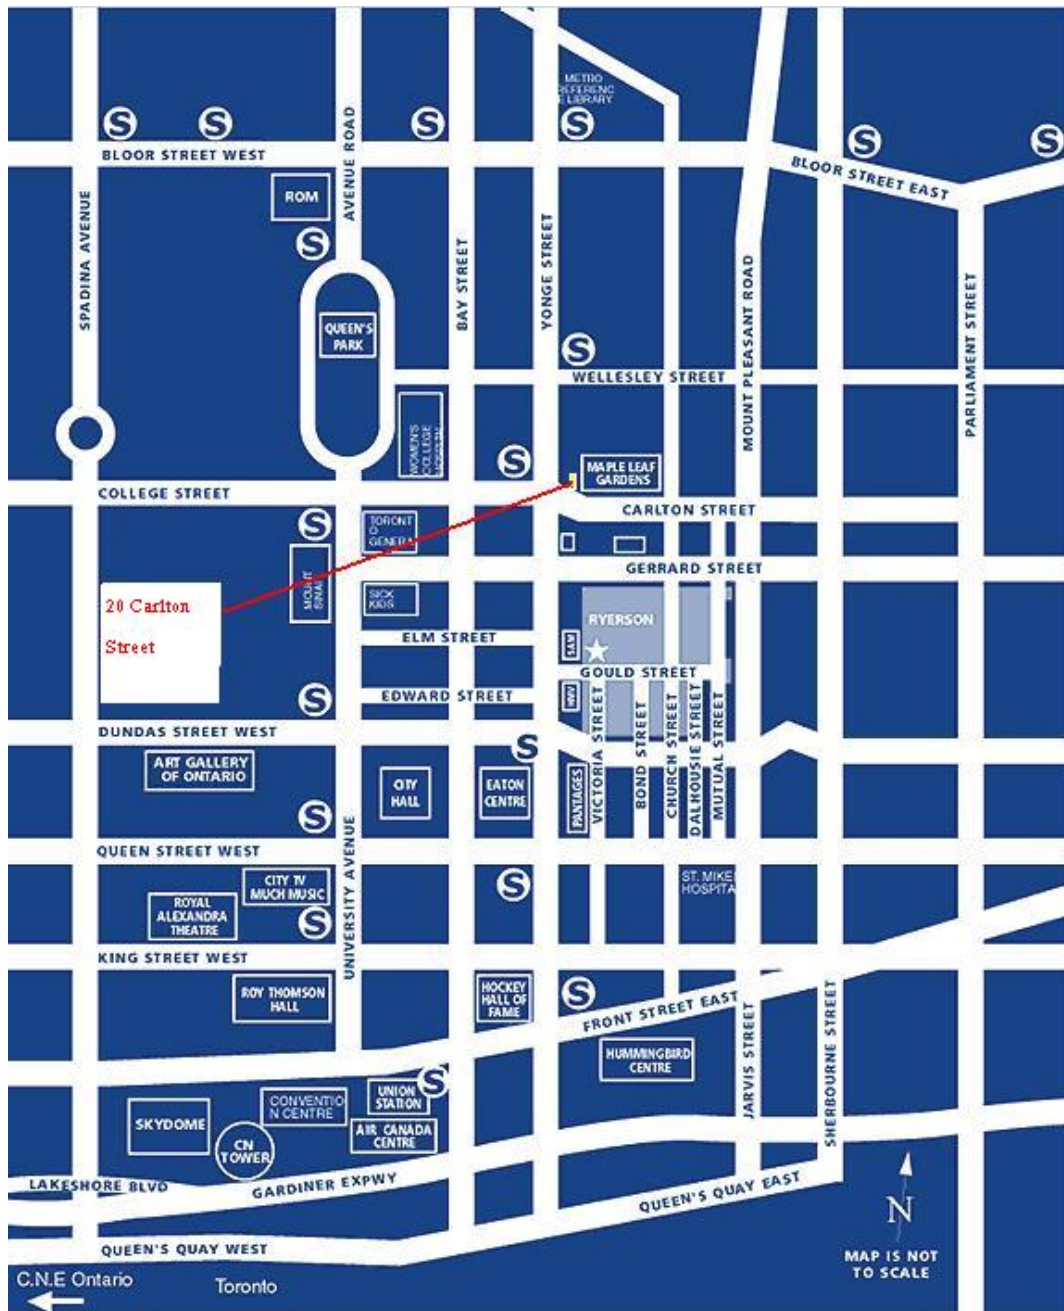 METRO
REFERENC
E LIBRARY
S
S
S
S
S
S
BLOOR STREET WEST
AVENUE ROAD
BLOOR STREET EAST
ROM
S
SPADINA AVENUE
BAY STREET
YONGE STREET
MOUNT PLEASANT ROAD
PARLIAMENT STREET
QUEEN'S
PARK
S
WELLESLEY STREET
WOMEN'S
COLLEGE
S
MAPLE LEAF
GARDENS
COLLEGE STREET
CARLTON STREET
S
TORONT
O
GENERA
GERRARD STREET
MOUNT
SINAI
SICK
KIDS
20 Carlton
Street
RYERSON
ELM STREET
SAM
GOULD STREET
S
EDWARD STREET
HMV
DUNDAS STREET WEST
S
VICTORIA STREET
BOND STREET
CHURCH STREET
DALHOUSIE STREET
MUTUAL STREET
ART GALLERY
OF ONTARIO
CITY
HALL
EATON
CENTRE
PANTAGES
S
QUEEN STREET WEST
UNIVERSITY AVENUE
CITY TV
MUCH MUSIC
S
ST. MIKE
HOSPITA
ROYAL
ALEXANDRA
THEATRE
S
KING STREET WEST
ROY THOMSON
HALL
HOCKEY
HALL OF
FAME
S
FRONT STREET EAST
JARVIS STREET
SHERBOURNE STREET
HUMMINGBIRD
CENTRE
S
UNION
STATION
CONVENTIO
N CENTRE
SKYDOME
AIR CANADA
CENTRE
CN
TOWER
LAKESHORE BLVD
GARDINER EXPWY
QUEEN'S QUAY EAST
N
QUEEN'S QUAY WEST
MAP IS NOT
TO SCALE
C.N.E Ontario
Toronto